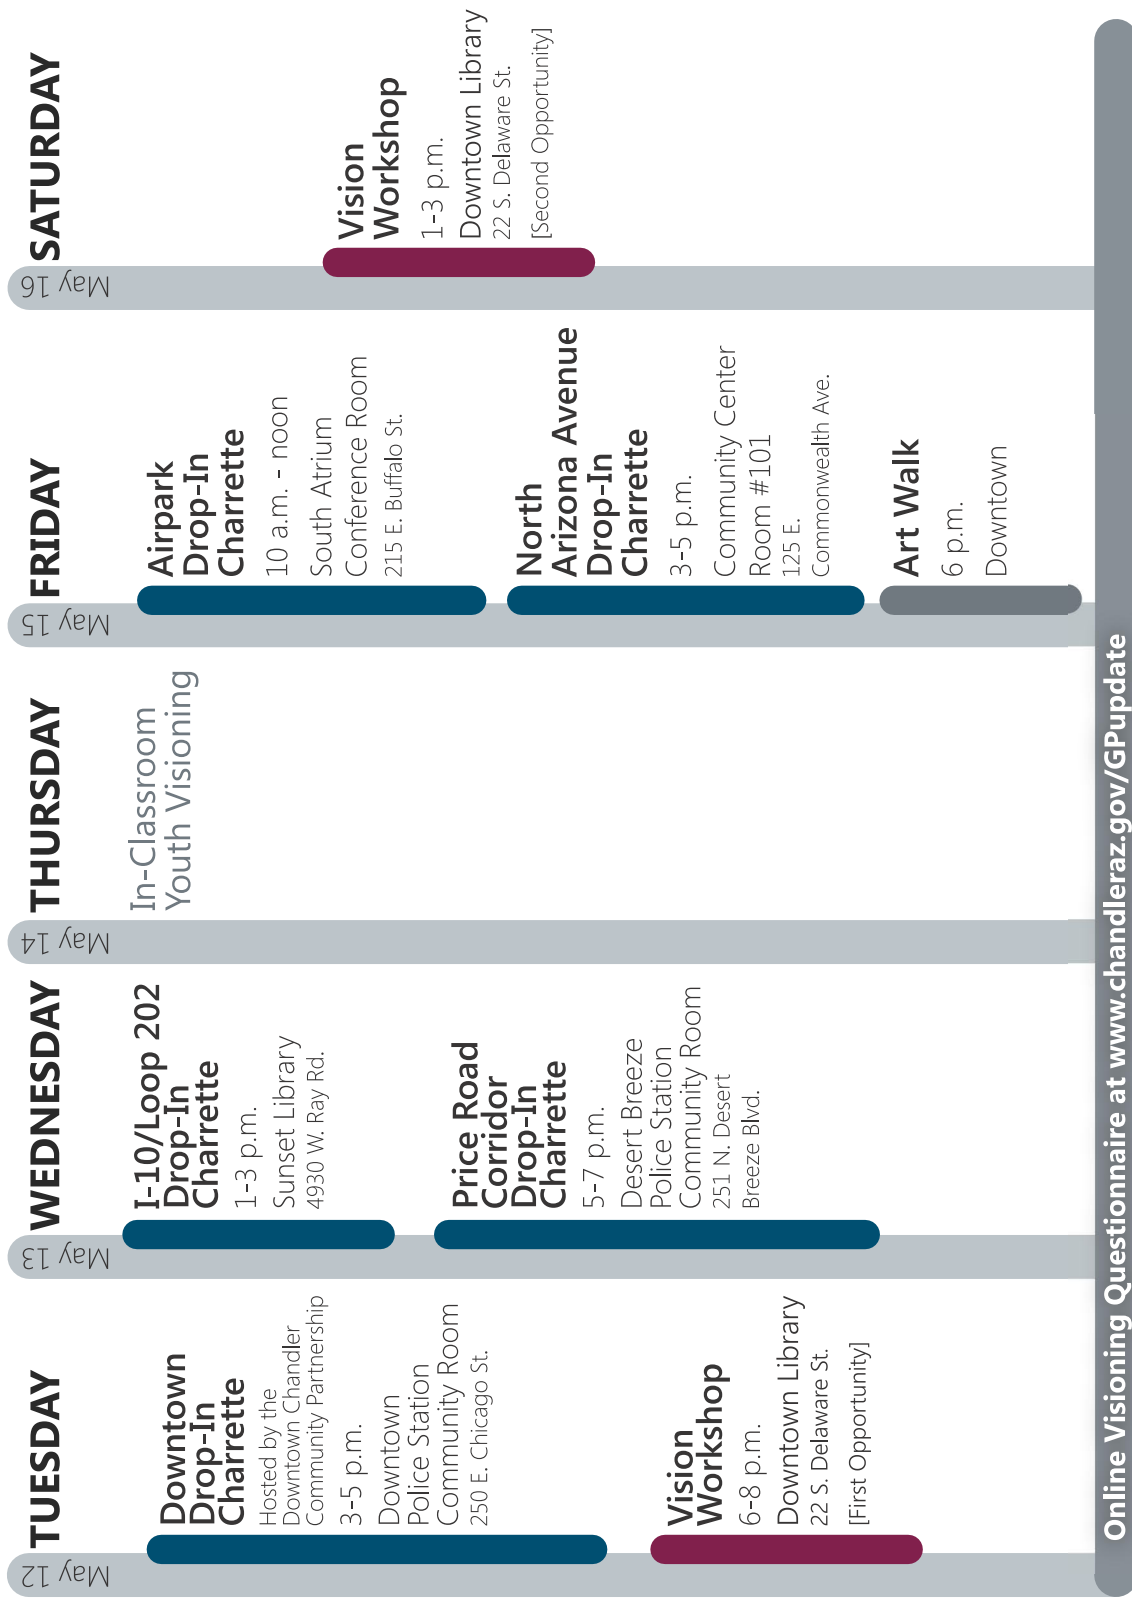 TUESDAY
May 12
Downtown
Drop-In
Charrette
Hosted by the
Downtown Chandler
Community Partnership
3-5 p.m.
Downtown
Police Station
Community Room
250 E. Chicago St.
Vision
Workshop
6-8 p.m.
Downtown Library
22 S. Delaware St.
[First Opportunity]
WEDNESDAY
May 13
I-10/Loop 202
Drop-In
Charrette
1-3 p.m.
Sunset Library
4930 W. Ray Rd.
Price Road
Corridor
Drop-In
Charrette
5-7 p.m.
Desert Breeze
Police Station
Community Room
251 N. Desert
Breeze Blvd.
THURSDAY
May 14
In-Classroom
Youth Visioning
FRIDAY
May 15
Airpark
Drop-In
Charrette
10 a.m. - noon
South Atrium
Conference Room
215 E. Buffalo St.
North
Arizona Avenue
Drop-In
Charrette
3-5 p.m.
Community Center
Room #101
125 E.
Commonwealth Ave.
Art Walk
6 p.m.
Downtown
SATURDAY
May 16
Vision
Workshop
1-3 p.m.
Downtown Library
22 S. Delaware St.
[Second Opportunity]
Online Visioning Questionnaire at www.chandleraz.gov/GPupdate